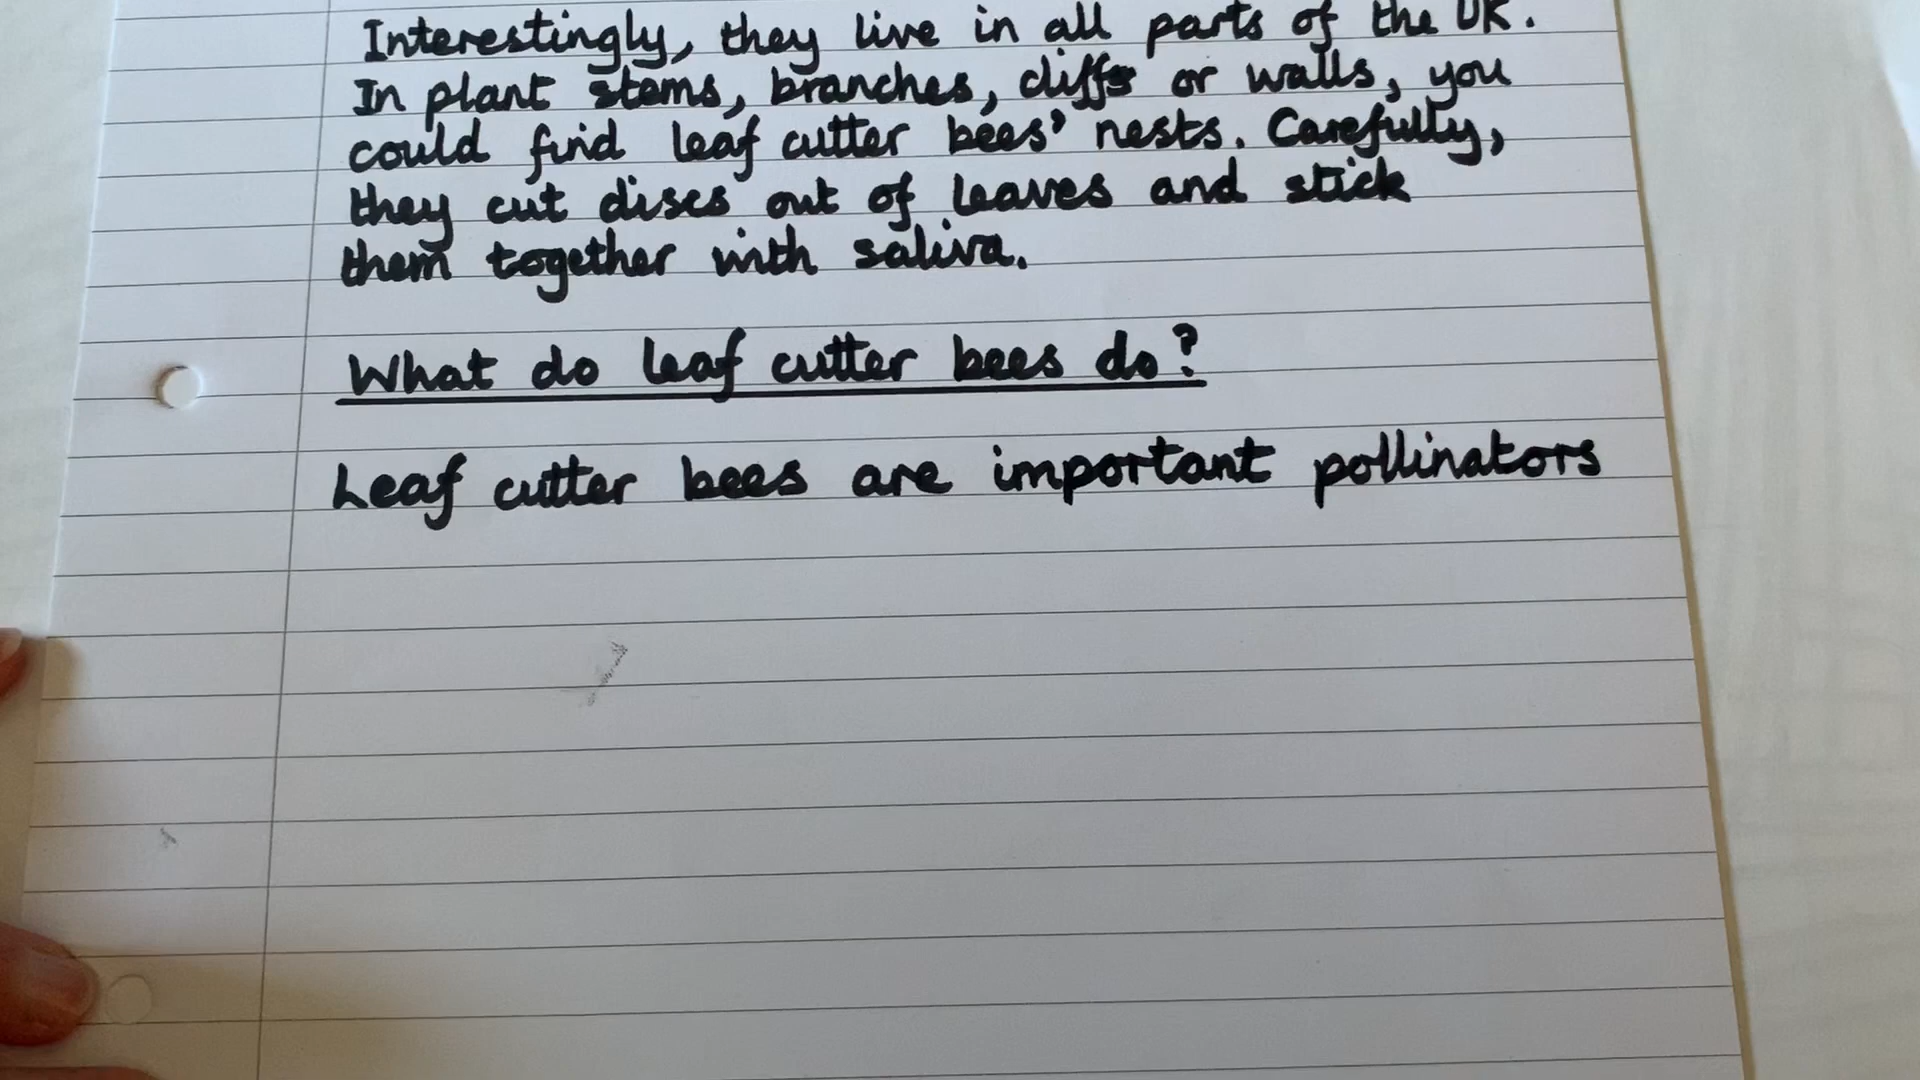 Interestingly, they live in all parts of the UK.
In plant stems, branches, cliffs or walls, you
could find leaf cutter bees' nests. Carefully,
they cut discs out of leaves and stick
them together with saliva.
What do leaf cutter bees do?
Leaf cutter bees are important pollinators